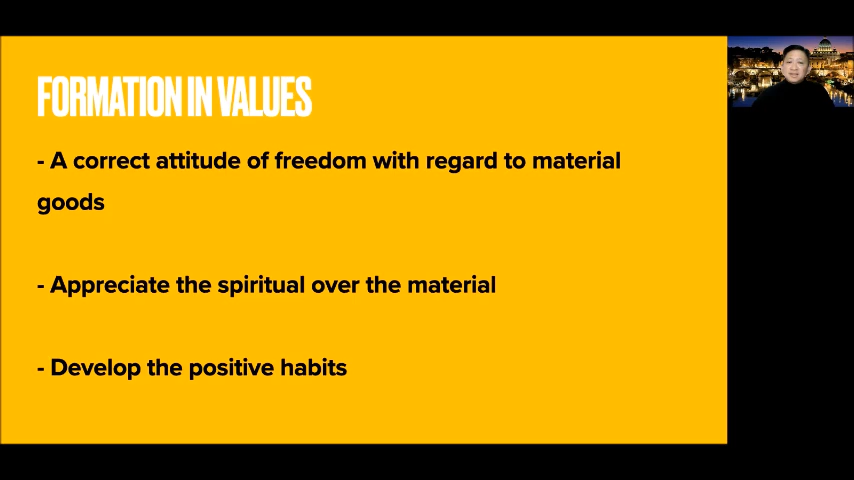 FORMATION IN VALUES
- A correct attitude of freedom with regard to material
goods
- Appreciate the spiritual over the material
- Develop the positive habits